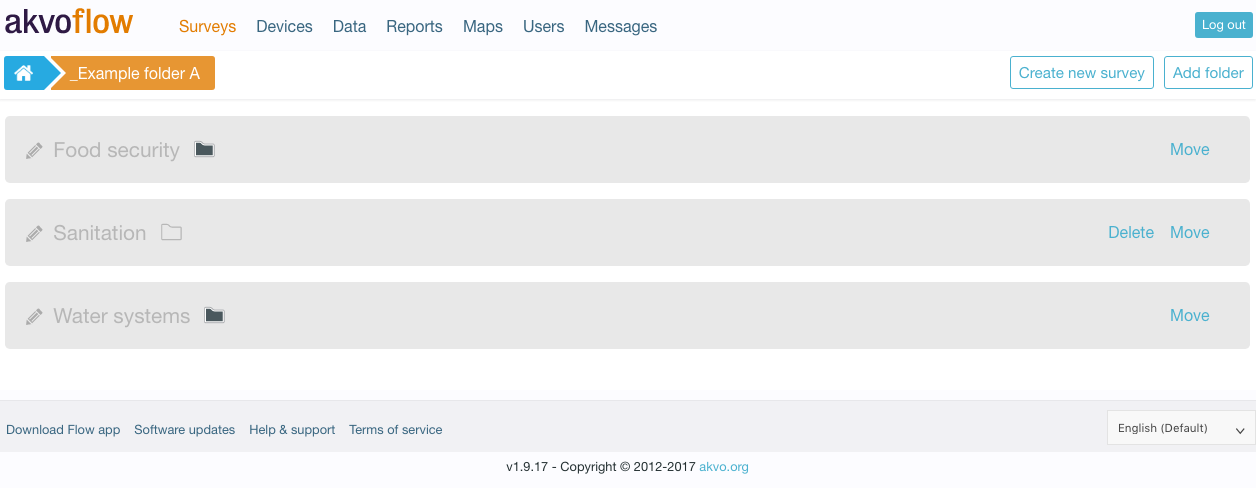 akvoflow
Surveys Devices Data Reports Maps Users Messages
Log out
_Example folder A
Create new survey Add folder
Food security Move
Sanitation Delete Move
Water systems Move
Download Flow app Software updates Help & support Terms of service
English (Default)
v1.9.17 - Copyright © 2012-2017 akvo.org